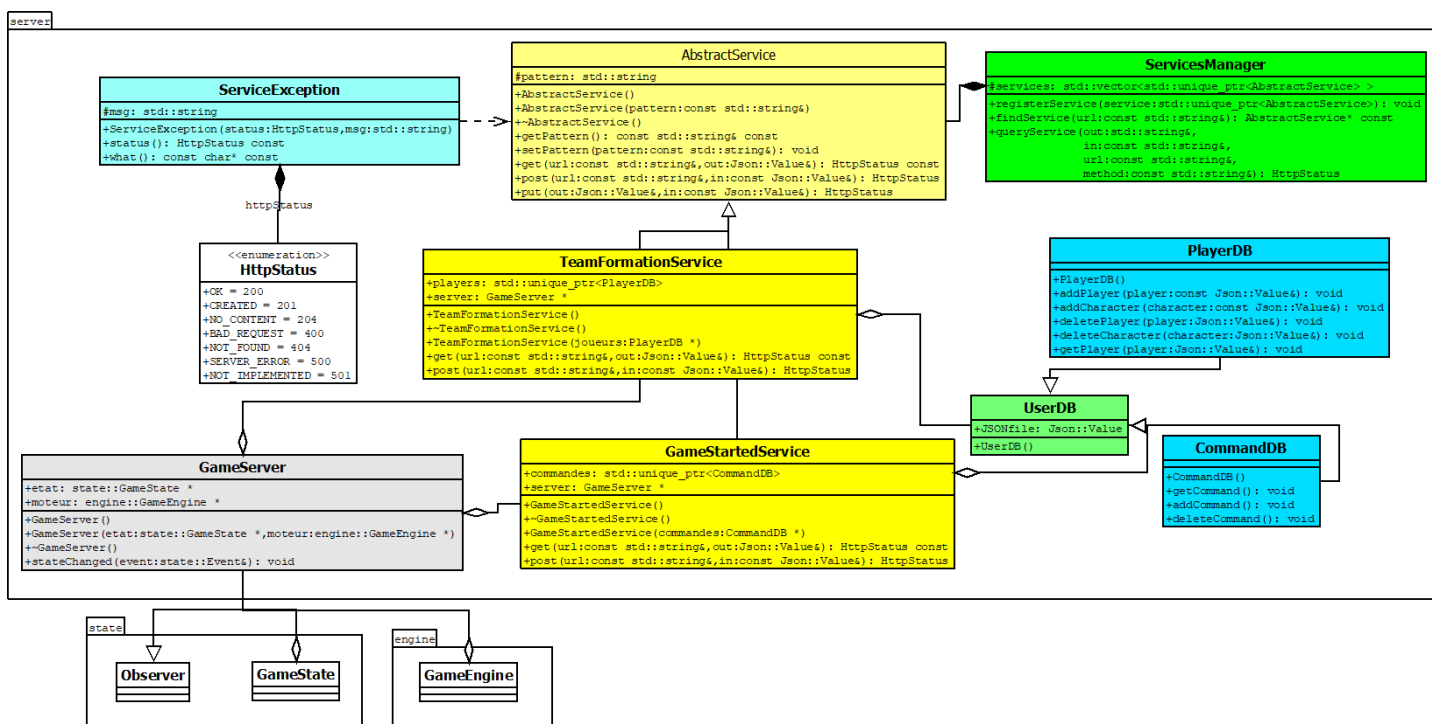 server
AbstractService
#pattern: std::string
+AbstractService()
+AbstractService(pattern:const std::string&)
+~AbstractService()
+getPattern(): const std::string& const
+setPattern(pattern:const std::string&): void
+get(url:const std::string&,out:Json::Value&): HttpStatus const
+post(url:const std::string&,in:const Json::Value&): HttpStatus
+put(out:Json::Value&,in:const Json::Value&): HttpStatus
ServicesManager
#services: std::vector<std::unique_ptr<AbstractService> >
+registerService(service:std::unique_ptr<AbstractService>): void
+findService(url:const std::string&): AbstractService* const
+queryService(out:std::string&,
in:const std::string&,
url:const std::string&,
method:const std::string&): HttpStatus
ServiceException
#msg: std::string
+ServiceException(status:HttpStatus,msg:std::string)
+status(): HttpStatus const
+what(): const char* const
httpStatus
<<enumeration>>
HttpStatus
+OK = 200
+CREATED = 201
+NO_CONTENT = 204
+BAD_REQUEST = 400
+NOT_FOUND = 404
+SERVER_ERROR = 500
+NOT_IMPLEMENTED = 501
TeamFormationService
+players: std::unique_ptr<PlayerDB>
+server: GameServer *
+TeamFormationService()
+~TeamFormationService()
+TeamFormationService(joueurs:PlayerDB *)
+get(url:const std::string&,out:Json::Value&): HttpStatus const
+post(url:const std::string&,in:const Json::Value&): HttpStatus
PlayerDB
+PlayerDB()
+addPlayer(player:const Json::Value&): void
+addCharacter(character:const Json::Value&): void
+deletePlayer(player:Json::Value&): void
+deleteCharacter(character:Json::Value&): void
+getPlayer(player:Json::Value&): void
UserDB
+JSONfile: Json::Value
+UserDB()
CommandDB
+CommandDB()
+getCommand(): void
+addCommand(): void
+deleteCommand(): void
GameStartedService
+commandes: std::unique_ptr<CommandDB>
+server: GameServer *
+GameStartedService()
+~GameStartedService()
+GameStartedService(commandes:CommandDB *)
+get(url:const std::string&,out:Json::Value&): HttpStatus const
+post(url:const std::string&,in:const Json::Value&): HttpStatus
GameServer
+etat: state::GameState *
+moteur: engine::GameEngine *
+GameServer()
+GameServer(etat:state::GameState *,moteur:engine::GameEngine *)
+~GameServer()
+stateChanged(event:state::Event&): void
state
Observer
GameState
engine
GameEngine